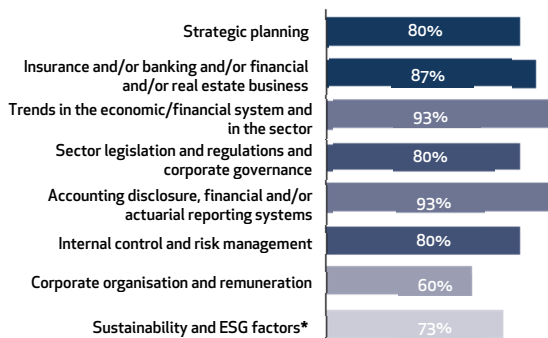 Strategic planning 80%
Insurance and/or banking and/or financial
and/or real estate business 87%
Trends in the economic/financial system and
in the sector 93%
Sector legislation and regulations and
corporate governance 80%
Accounting disclosure, financial and/or
actuarial reporting systems 93%
Internal control and risk management 80%
Corporate organisation and remuneration 60%
Sustainability and ESG factors* 73%